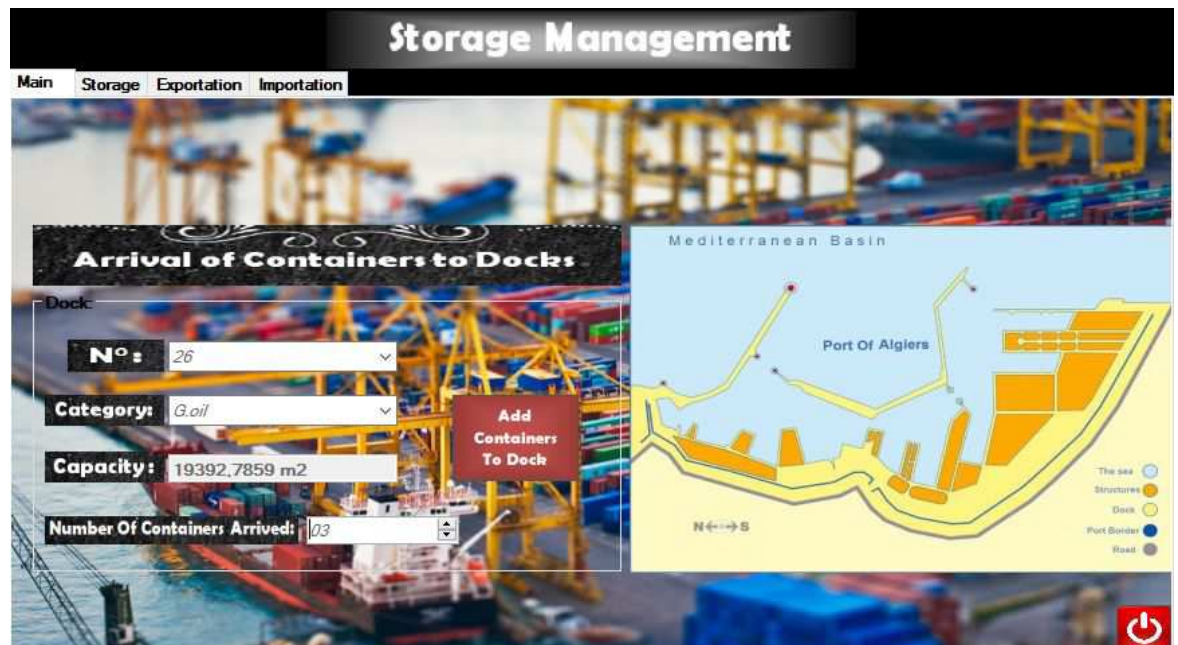 Storage Management
Main Storage Exportation Importation
Arrival of Containers to Docks
Dock:
N°: 26
Category: G.oil
Capacity: 19392,7859 m2
Number Of Containers Arrived: 03
Add
Containers
To Dock
Mediterranean Basin
Port Of Algiers
N S
The sea
Structures
Dock
Port Border
Road